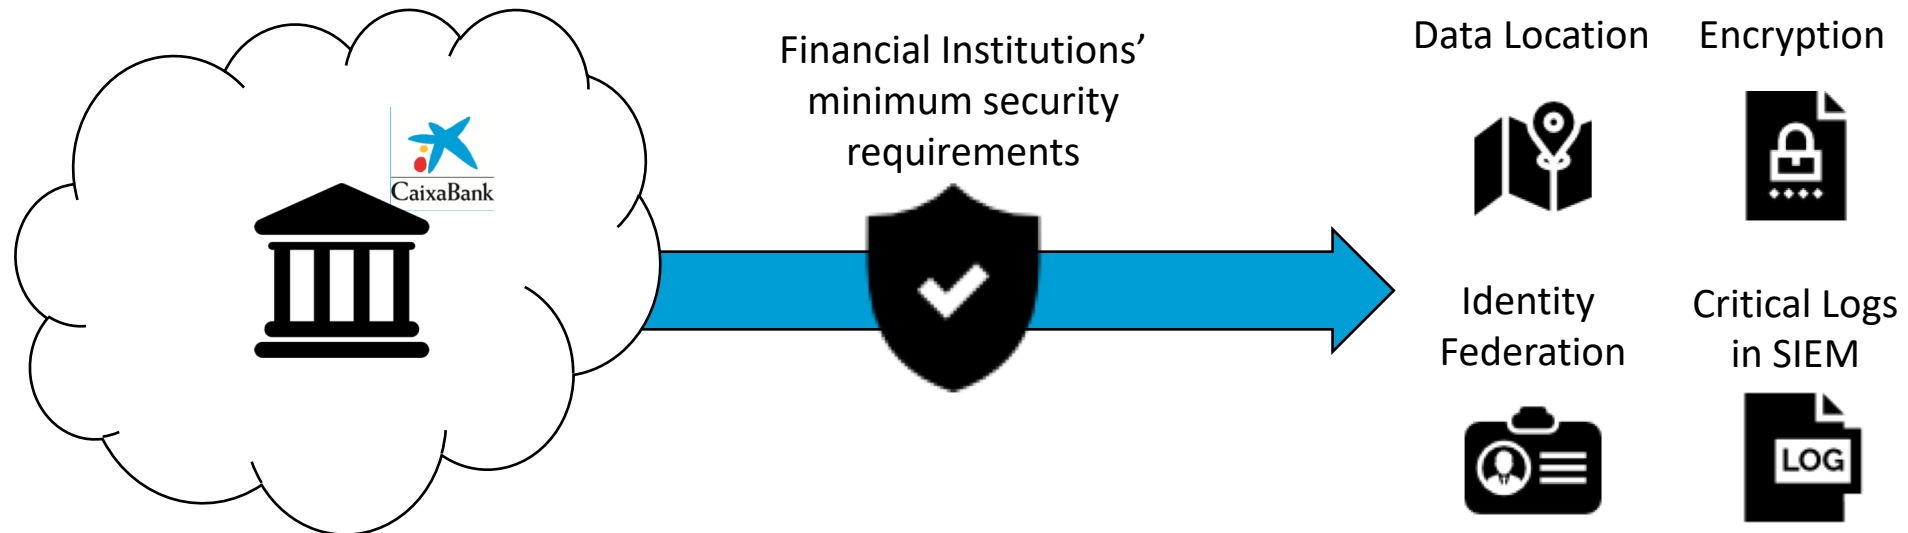 CaixaBank
Financial Institutions’
minimum security
requirements
Data Location
Encryption
Identity
Federation
Critical Logs
in SIEM
LOG